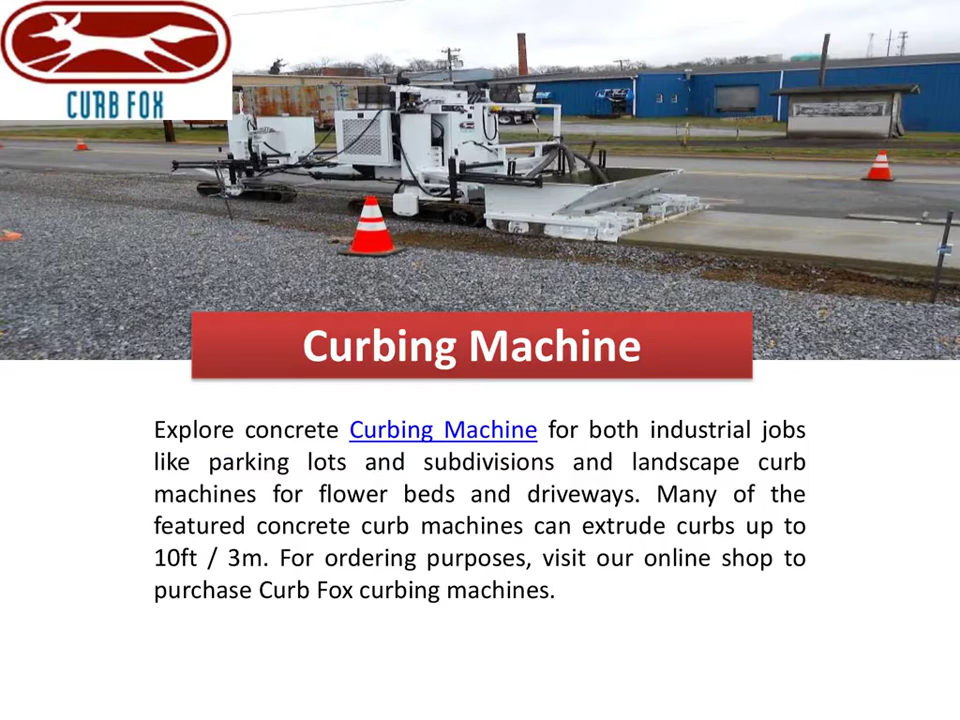 CURB FOX
Curbing Machine
Explore concrete Curbing Machine for both industrial jobs
like parking lots and subdivisions and landscape curb
machines for flower beds and driveways. Many of the
featured concrete curb machines can extrude curbs up to
10ft / 3m. For ordering purposes, visit our online shop to
purchase Curb Fox curbing machines.